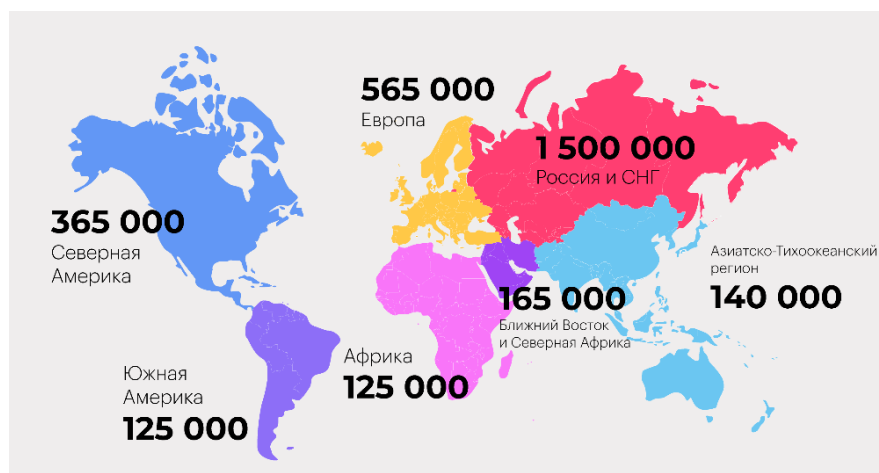 565 000
Европа
1 500 000
Россия и СНГ
365 000
Северная
Америка
Азиатско-Тихоокеанский
регион
140 000
165 000
Ближний Восток
и Северная Африка
Африка
125 000
Южная
Америка
125 000